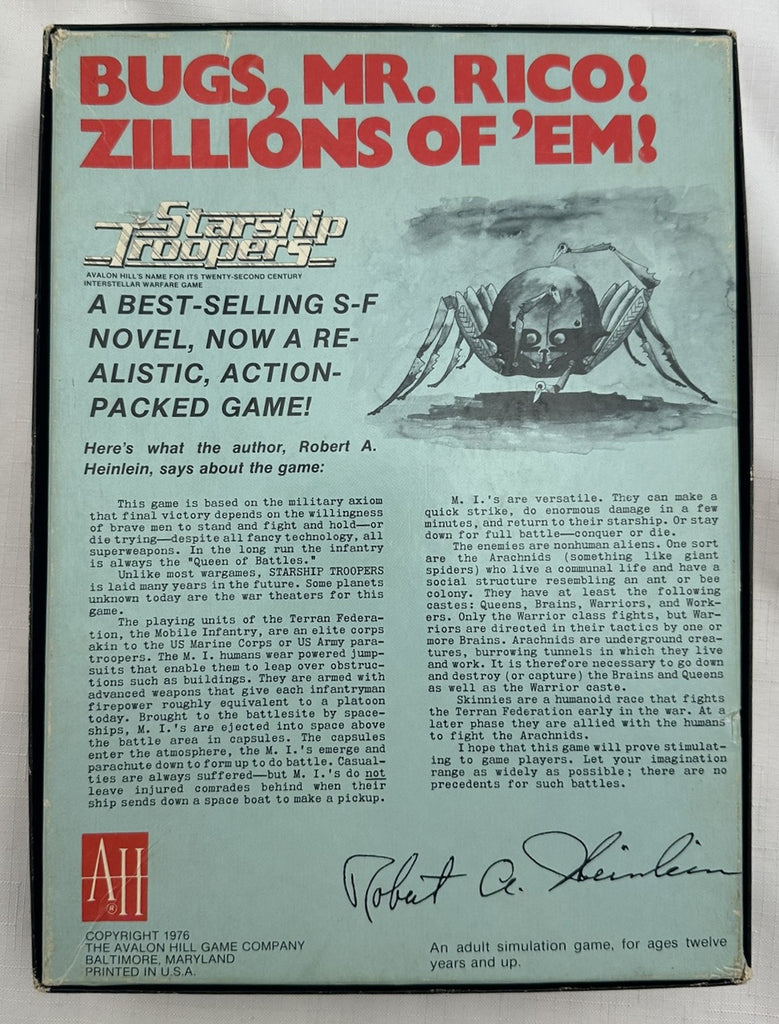 BUGS, MR. RICO!
ZILLIONS OF 'EM!
Starship
Troopers
AVALON HILL'S NAME FOR ITS TWENTY-SECOND CENTURY
INTERSTELLAR WARFARE GAME
A BEST-SELLING S-F
NOVEL, NOW A RE-
ALISTIC, ACTION-
PACKED GAME!
Here's what the author, Robert A.
Heinlein, says about the game:
This game is based on the military axiom
that final victory depends on the willingness
of brave men to stand and fight and hold—or
die trying—despite all fancy technology, all
superweapons. In the long run the infantry
is always the "Queen of Battles."
Unlike most wargames, STARSHIP TROOPERS
is laid many years in the future. Some planets
unknown today are the war theaters for this
game.
The playing units of the Terran Federa-
tion, the Mobile Infantry, are an elite corps
akin to the US Marine Corps or US Army para-
troopers. The M. I. humans wear powered jump-
suits that enable them to leap over obstruc-
tions such as buildings. They are armed with
advanced weapons that give each infantryman
firepower roughly equivalent to a platoon
today. Brought to the battlesite by space-
ships, M. I.'s are ejected into space above
the battle area in capsules. The capsules
enter the atmosphere, the M. I.'s emerge and
parachute down to form up to do battle. Casual-
ties are always suffered—but M. I.'s do not
leave injured comrades behind when their
ship sends down a space boat to make a pickup.
M. I.'s are versatile. They can make a
quick strike, do enormous damage in a few
minutes, and return to their starship. Or stay
down for full battle—conquer or die.
The enemies are nonhuman aliens. One sort
are the Arachnids (something like giant
spiders) who live a communal life and have a
social structure resembling an ant or bee
colony. They have at least the following
castes: Queens, Brains, Warriors, and Work-
ers. Only the Warrior class fights, but War-
riors are directed in their tactics by one or
more Brains. Arachnids are underground crea-
tures, burrowing tunnels in which they live
and work. It is therefore necessary to go down
and destroy (or capture) the Brains and Queens
as well as the Warrior caste.
Skinnies are a humanoid race that fights
the Terran Federation early in the war. At a
later phase they are allied with the humans
to fight the Arachnids.
I hope that this game will prove stimulat-
ing to game players. Let your imagination
range as widely as possible; there are no
precedents for such battles.
Robert A. Heinlein
AH
®
COPYRIGHT 1976
THE AVALON HILL GAME COMPANY
BALTIMORE, MARYLAND
PRINTED IN U.S.A.
An adult simulation game, for ages twelve
years and up.